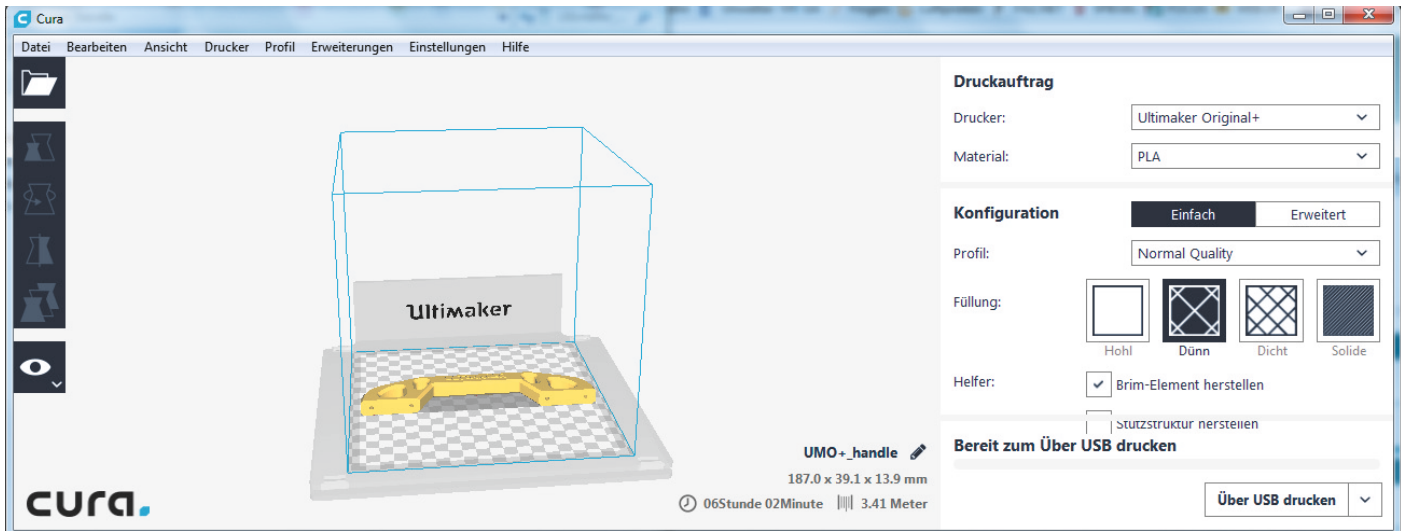 Cura
Datei Bearbeiten Ansicht Drucker Profil Erweiterungen Einstellungen Hilfe
Druckauftrag
Drucker: Ultimaker Original+
Material: PLA
Konfiguration Einfach Erweitert
Profil: Normal Quality
Füllung:
Hohl Dünn Dicht Solide
Helfer: Brim-Element herstellen
Stützstruktur herstellen
Ultimaker
UMO+_handle
187.0 x 39.1 x 13.9 mm
06Stunde 02Minute 3.41 Meter
Bereit zum Über USB drucken
Über USB drucken
cura.